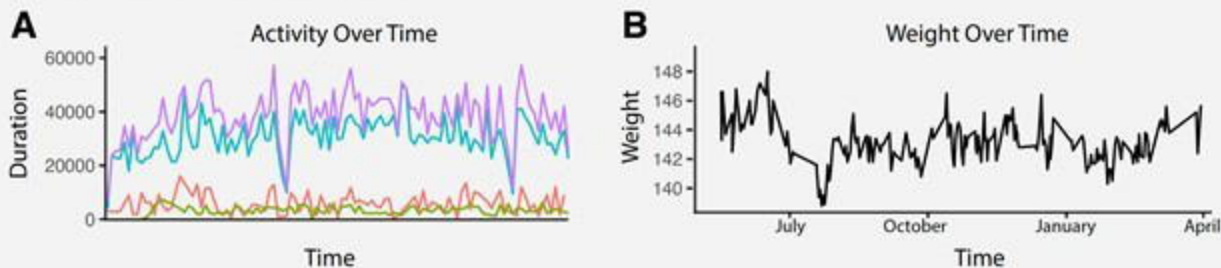 A
Activity Over Time
Duration
60000
40000
20000
0
Time
B
Weight Over Time
Weight
148
146
144
142
140
July October January April
Time